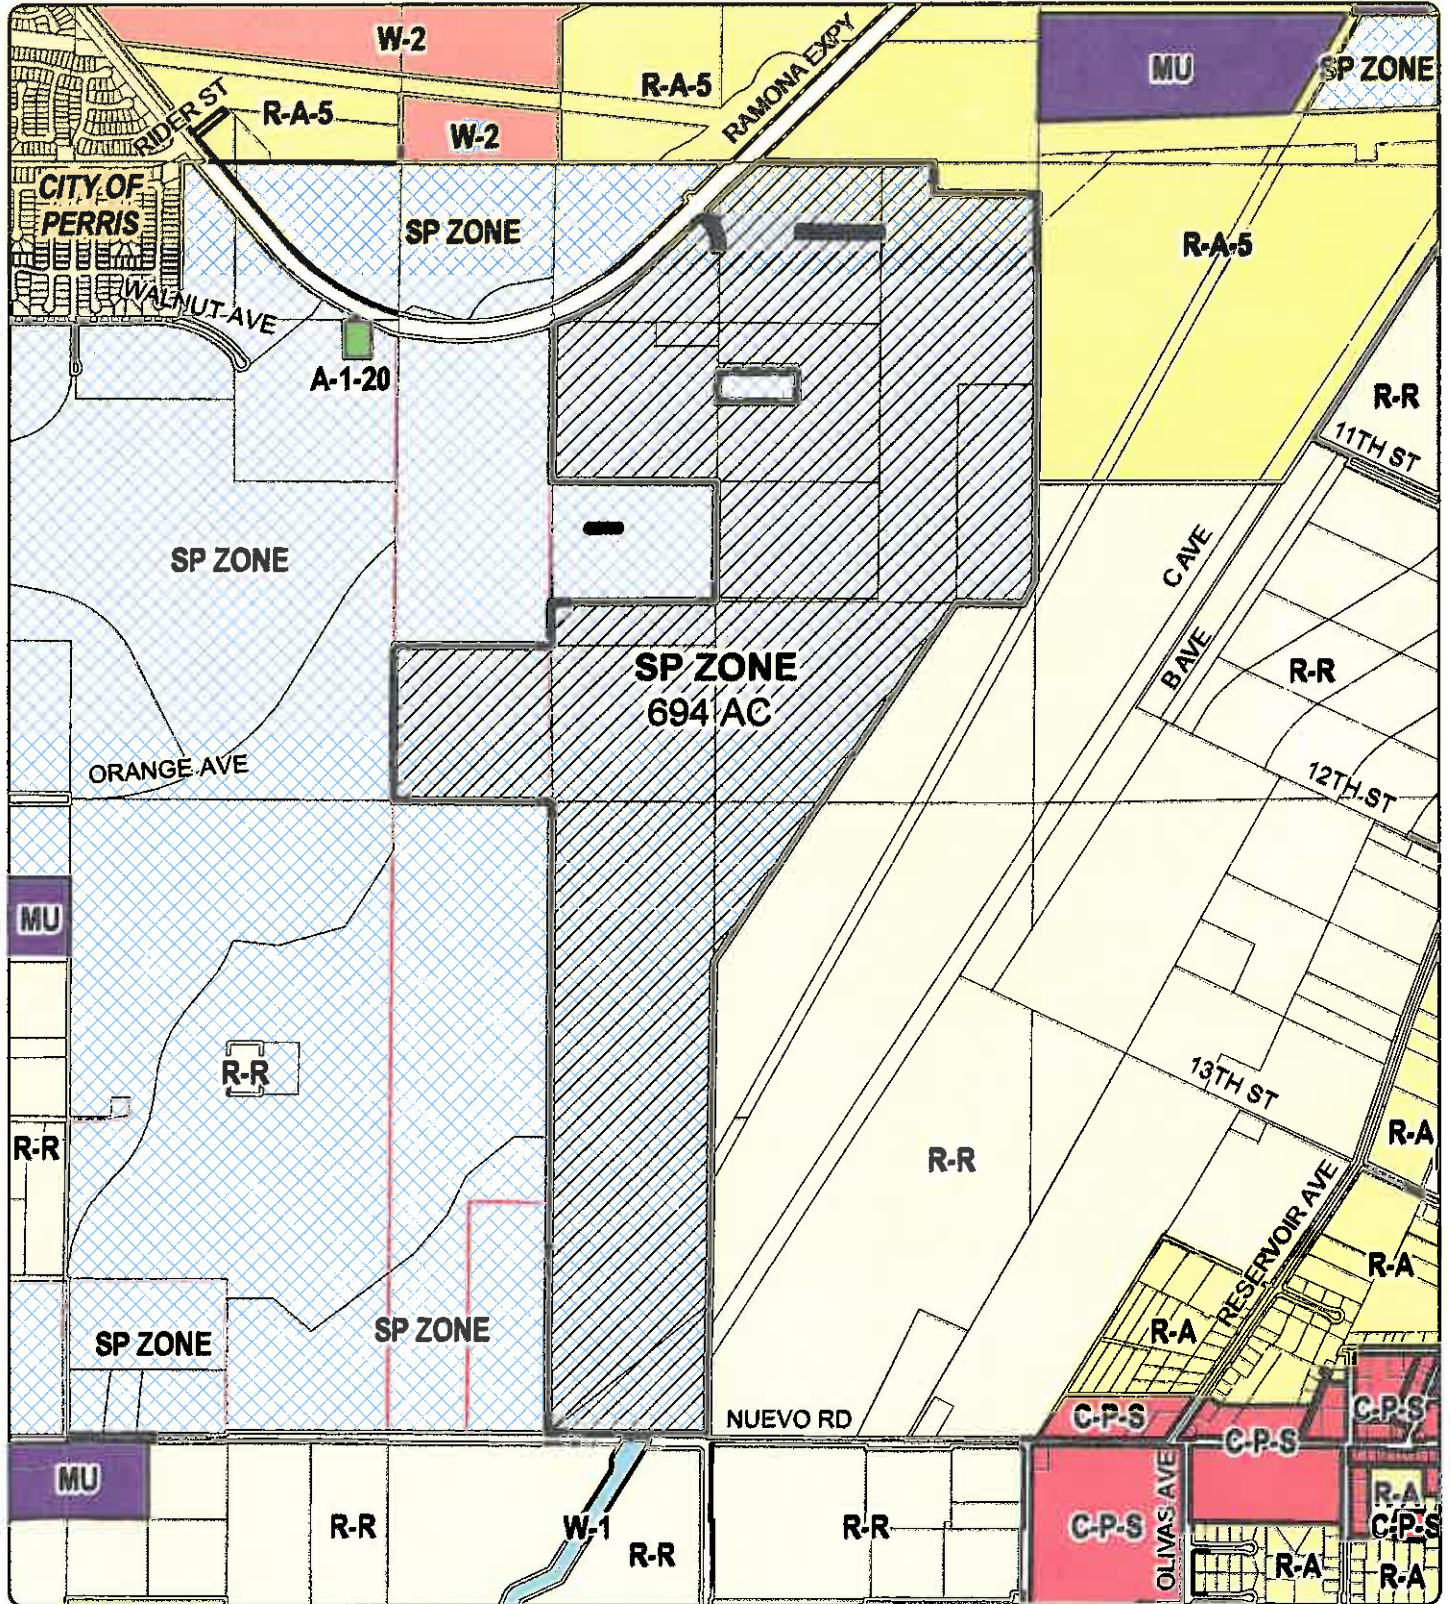 W-2
MU
SP ZONE
R-A-5
RAMONA EXPY
R-A-5
RIDER ST
W-2
CITY OF
PERRIS
SP ZONE
R-A-5
WALNUT AVE
A-1-20
R-R
11TH ST
SP ZONE
C AVE
B AVE
SP ZONE
694 AC
R-R
ORANGE AVE
12TH ST
MU
R-R
13TH ST
R-R
R-R
R-A
RESERVOIR AVE
R-A
R-A
SP ZONE
SP ZONE
NUEVO RD
C-P-S
C-P-S
C-P-S
MU
R-R
W-1
R-R
R-R
C-P-S
OLIVAS AVE
R-A
C-P-S
R-A
R-A